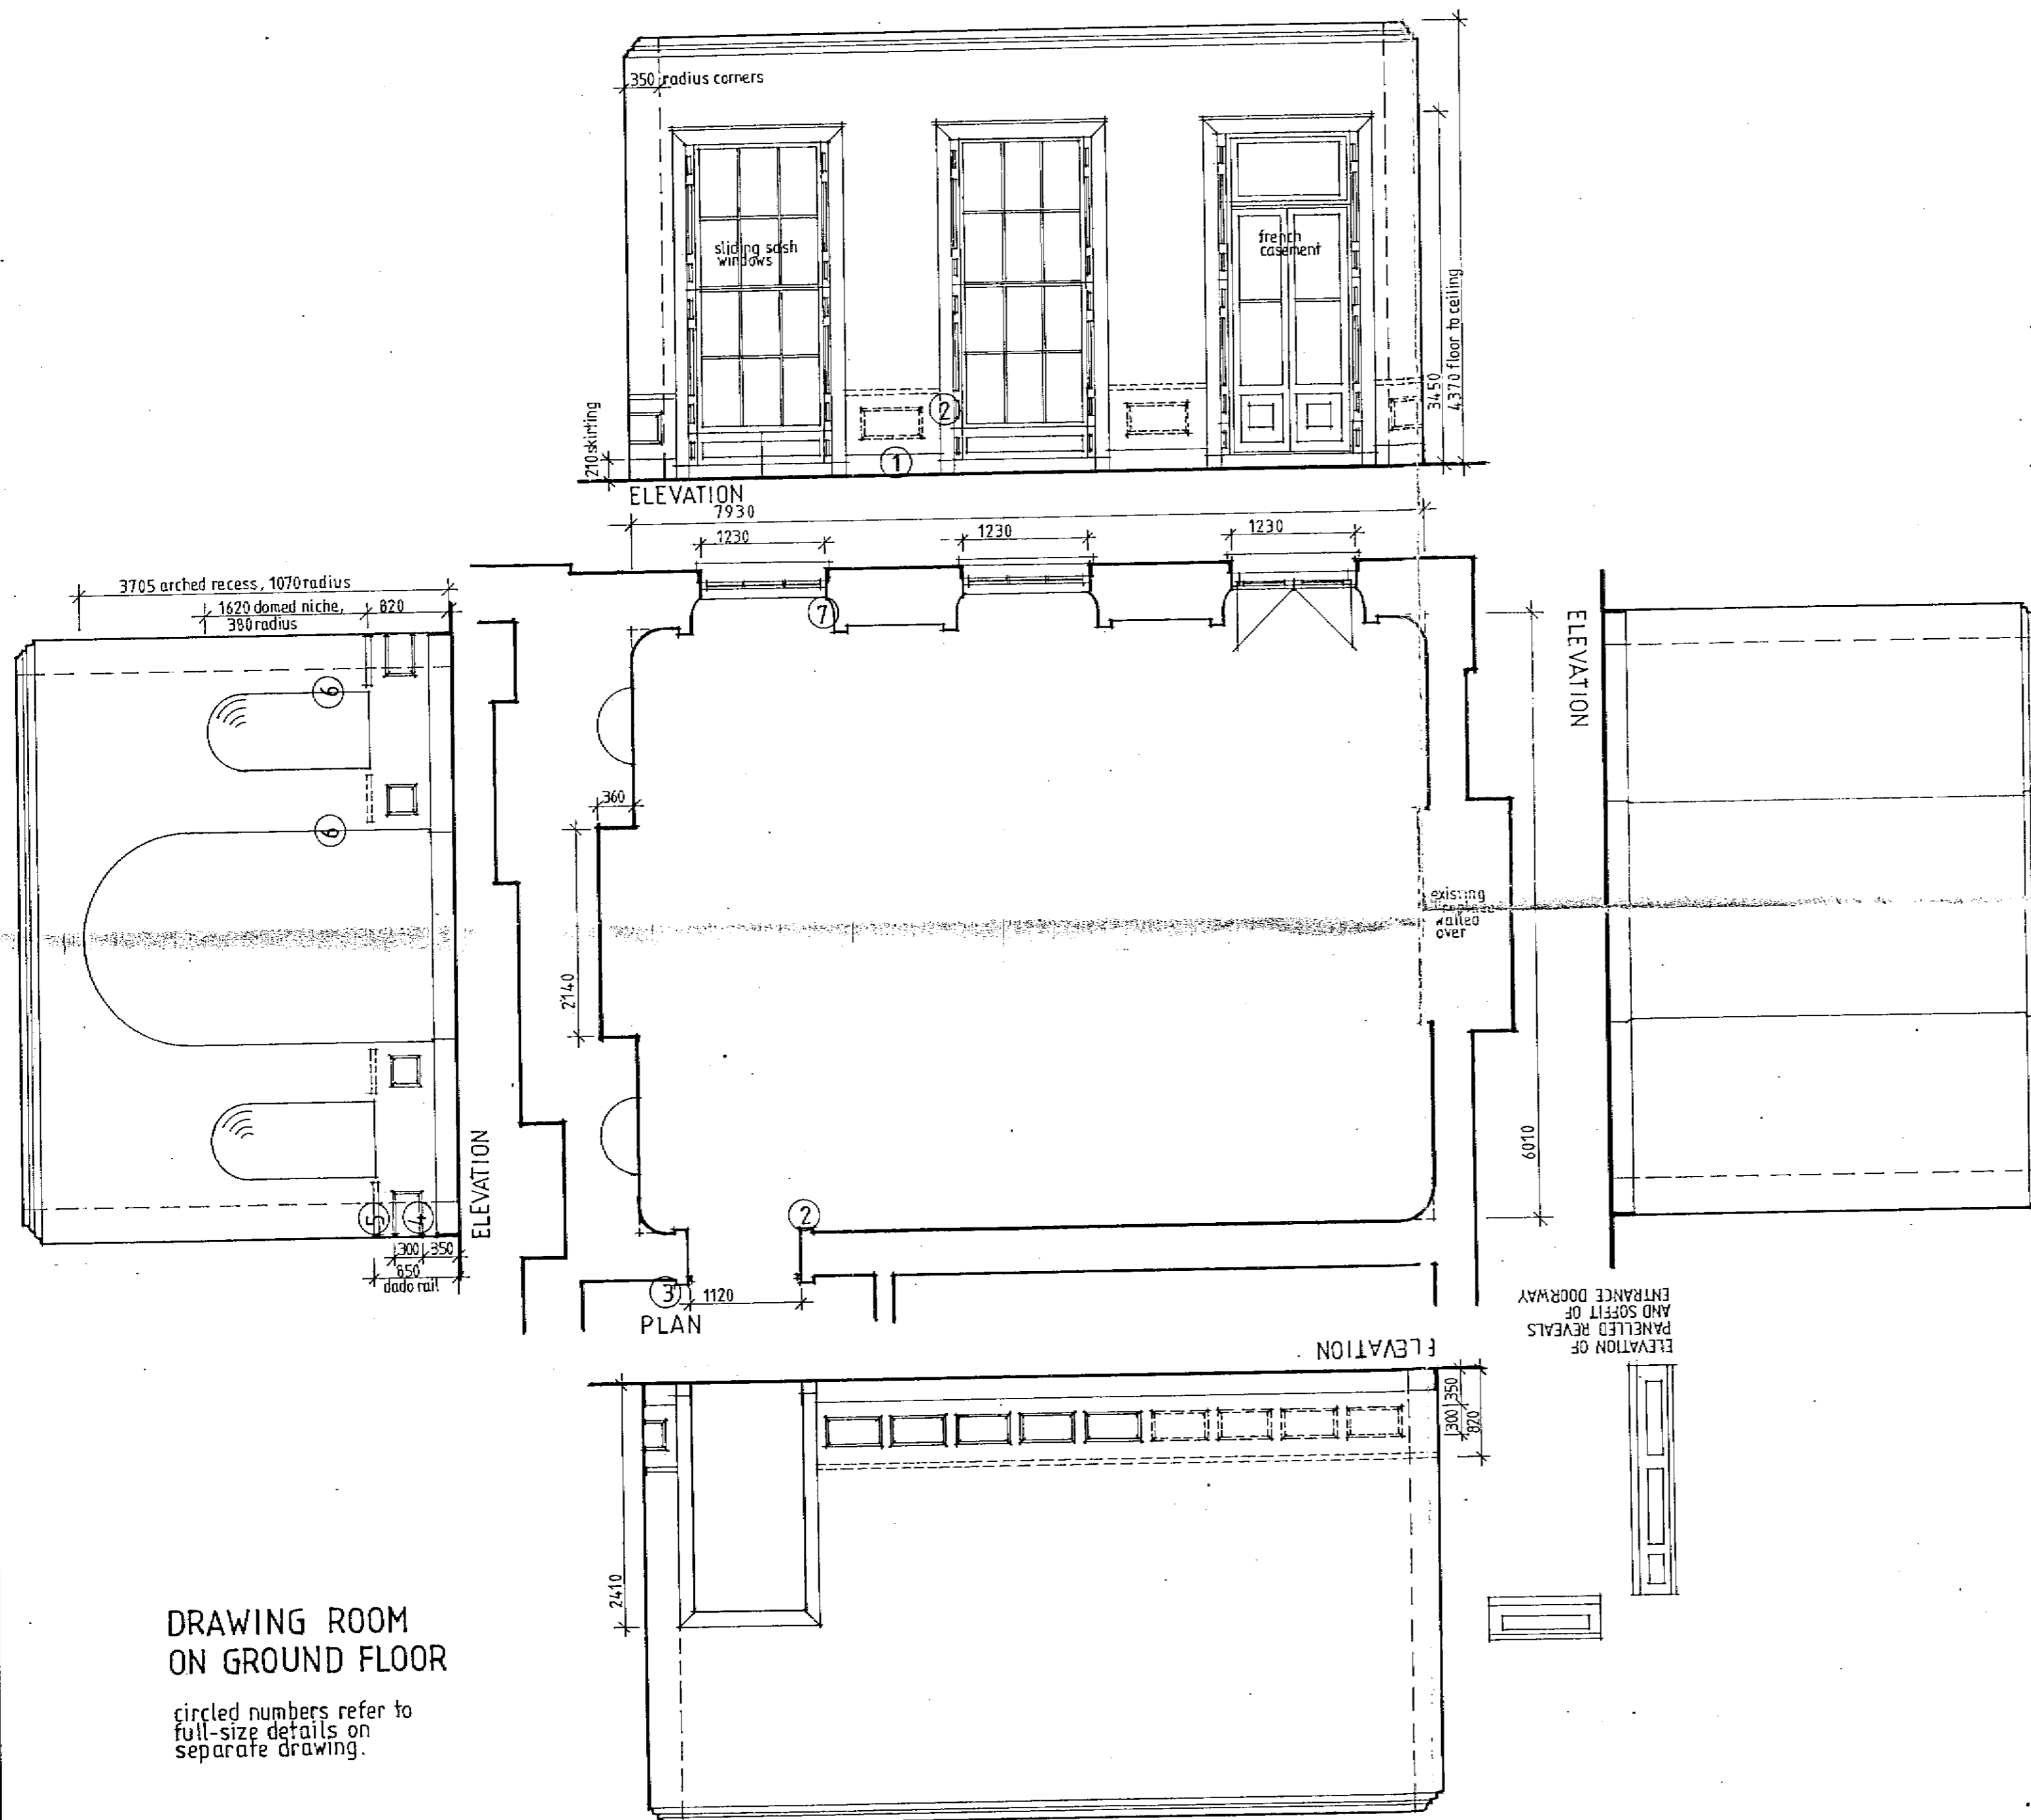 350 radius corners
sliding sash
windows
french
casement
3450
4370 floor to ceiling
210 skirting
2
1
ELEVATION
7930
1230
1230
1230
3705 arched recess, 1070 radius
1620 domed niche,
820
380 radius
7
6
6
ELEVATION
360
2140
existing
walled
over
6010
ELEVATION
5
4
300
350
850
dado rail
2
3
1120
PLAN
ELEVATION
350
300
820
2410
ELEVATION OF
PANELLED REVEALS
AND SOFFIT OF
ENTRANCE DOORWAY
DRAWING ROOM
ON GROUND FLOOR
circled numbers refer to
full-size details on
separate drawing.